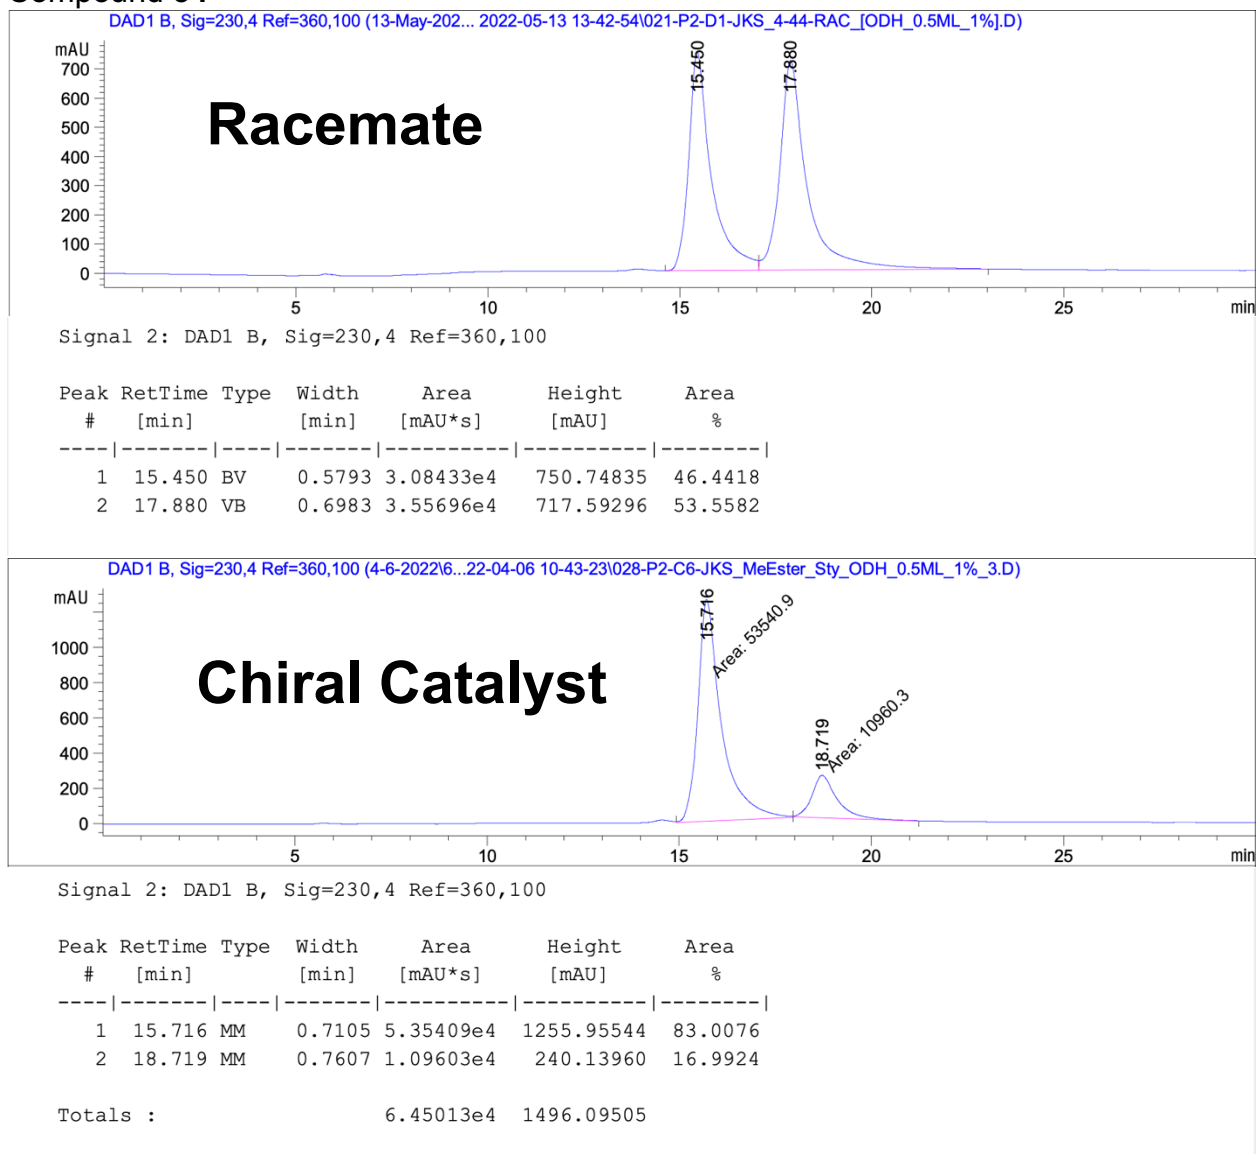 DAD1 B, Sig=230,4 Ref=360,100 (13-May-202... 2022-05-13 13-42-54\021-P2-D1-JKS_4-44-RAC_[ODH_0.5ML_1%].D)
mAU
15.450
17.880
Racemate
700
600
500
400
300
200
100
0
5 10 15 20 25 min
Signal 2: DAD1 B, Sig=230,4 Ref=360,100
Peak RetTime Type Width Area Height Area
# [min] [min] [mAU*s] [mAU] %
----|-------|----|-------|----------|----------|--------|
1 15.450 BV 0.5793 3.08433e4 750.74835 46.4418
2 17.880 VB 0.6983 3.55696e4 717.59296 53.5582
DAD1 B, Sig=230,4 Ref=360,100 (4-6-2022\6...22-04-06 10-43-23\028-P2-C6-JKS_MeEster_Sty_ODH_0.5ML_1%_3.D)
mAU
15.716
Area: 53540.9
18.719
Area: 10960.3
Chiral Catalyst
1000
800
600
400
200
0
5 10 15 20 25 min
Signal 2: DAD1 B, Sig=230,4 Ref=360,100
Peak RetTime Type Width Area Height Area
# [min] [min] [mAU*s] [mAU] %
----|-------|----|-------|----------|----------|--------|
1 15.716 MM 0.7105 5.35409e4 1255.95544 83.0076
2 18.719 MM 0.7607 1.09603e4 240.13960 16.9924
Totals : 6.45013e4 1496.09505